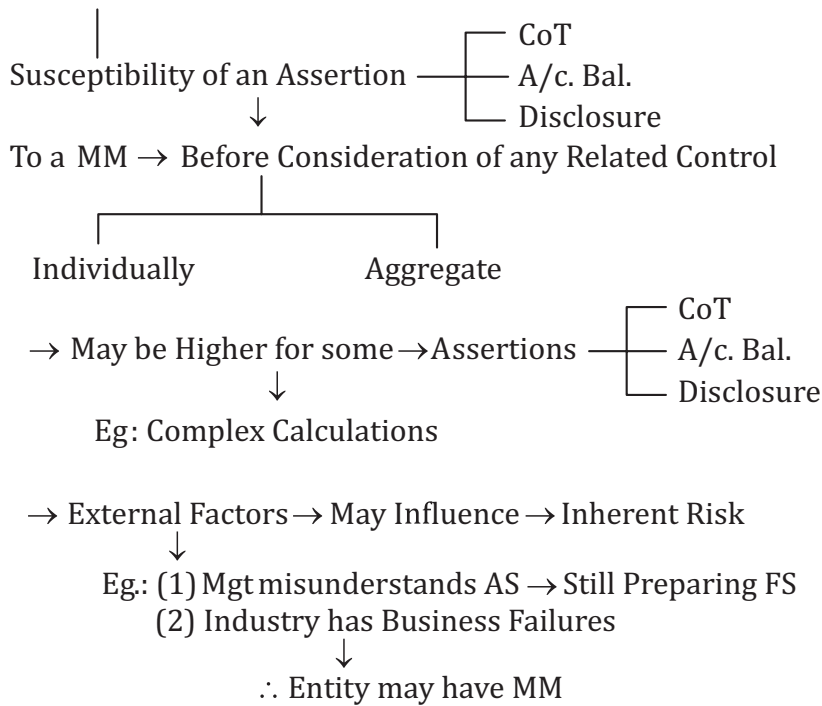 CoT
Susceptibility of an Assertion
A/c. Bal.
Disclosure
To a MM → Before Consideration of any Related Control
Individually
Aggregate
CoT
→ May be Higher for some → Assertions
A/c. Bal.
Disclosure
Eg: Complex Calculations
→ External Factors → May Influence → Inherent Risk
Eg.: (1) Mgt misunderstands AS → Still Preparing FS
(2) Industry has Business Failures
∴ Entity may have MM